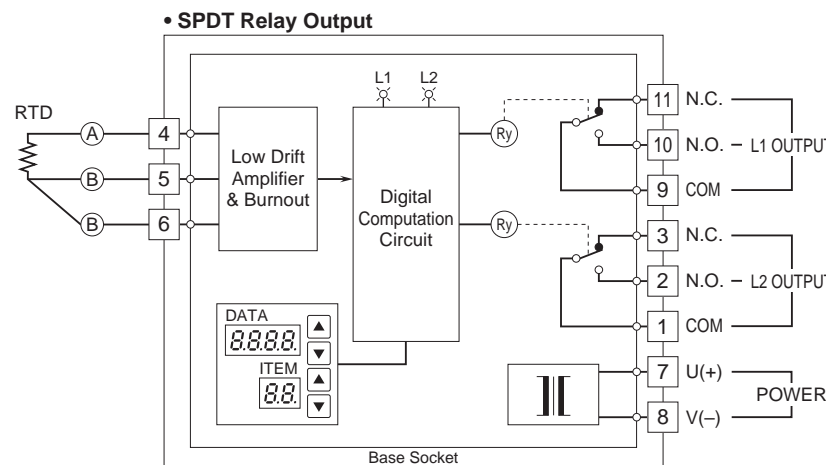 • SPDT Relay Output
L1 L2
RTD
A
B
B
4
5
6
Low Drift
Amplifier
& Burnout
Digital
Computation
Circuit
Ry
Ry
DATA
8.8.8.8.
ITEM
8.8.
11 N.C.
10 N.O. L1 OUTPUT
9 COM
3 N.C.
2 N.O. L2 OUTPUT
1 COM
7 U(+)
POWER
8 V(–)
Base Socket